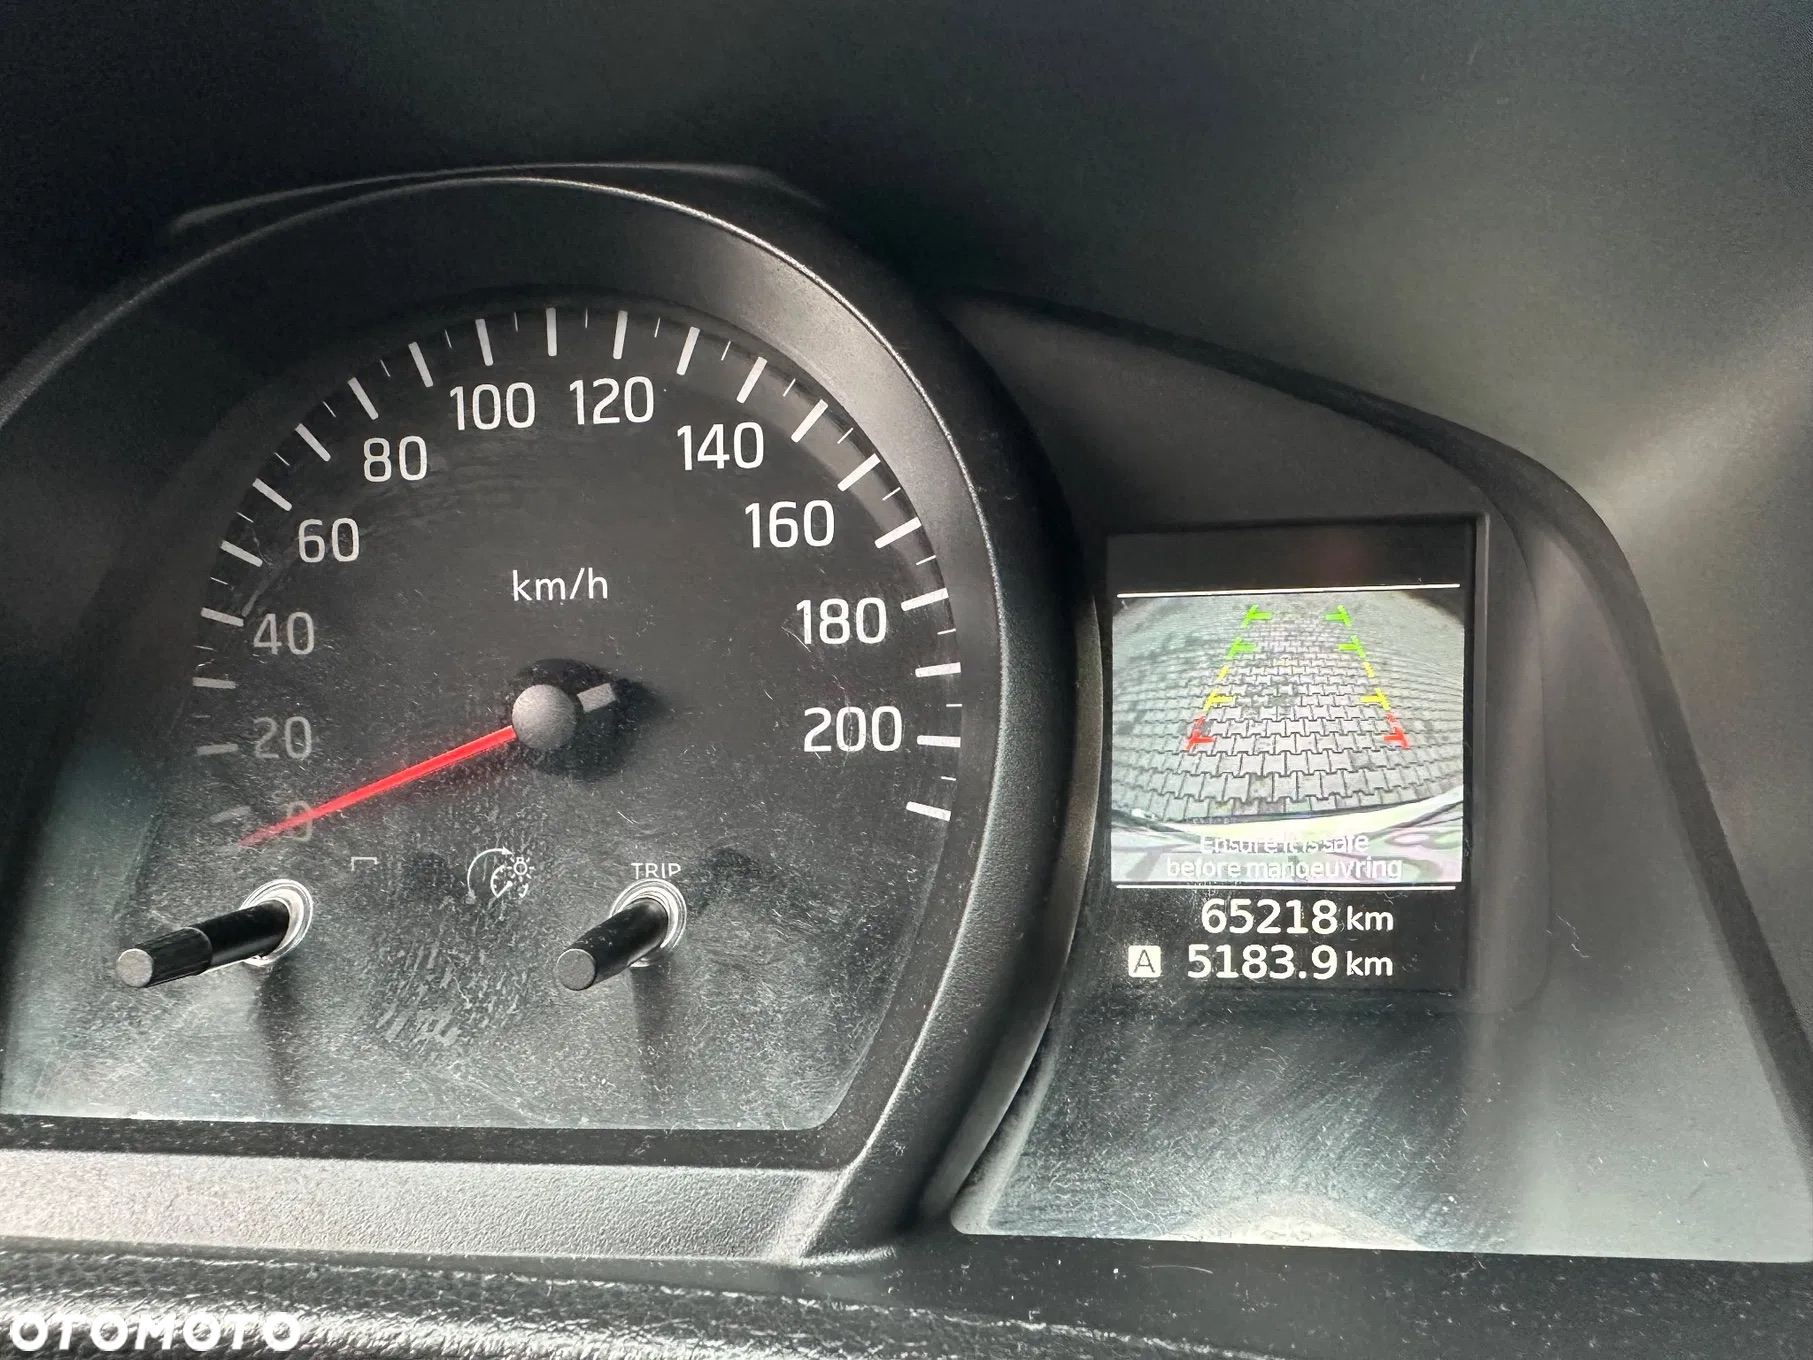 100 120
80 140
60 160
km/h
40 180
20 200
0
TRIP
Ensure it is safe
before manoeuvring
65218 km
A 5183.9 km
OTOMOTO